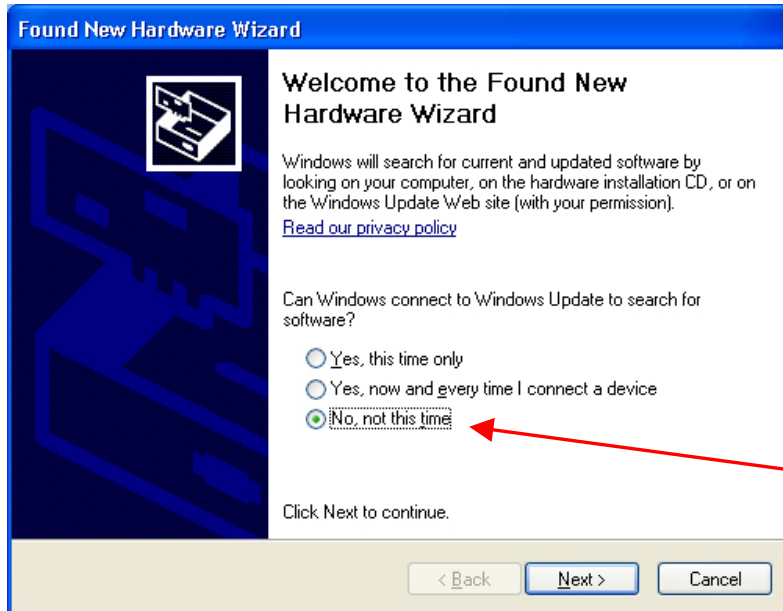 Found New Hardware Wizard
Welcome to the Found New
Hardware Wizard
Windows will search for current and updated software by
looking on your computer, on the hardware installation CD, or on
the Windows Update Web site (with your permission).
Read our privacy policy
Can Windows connect to Windows Update to search for
software?
Yes, this time only
Yes, now and every time I connect a device
No, not this time
Click Next to continue.
< Back Next > Cancel